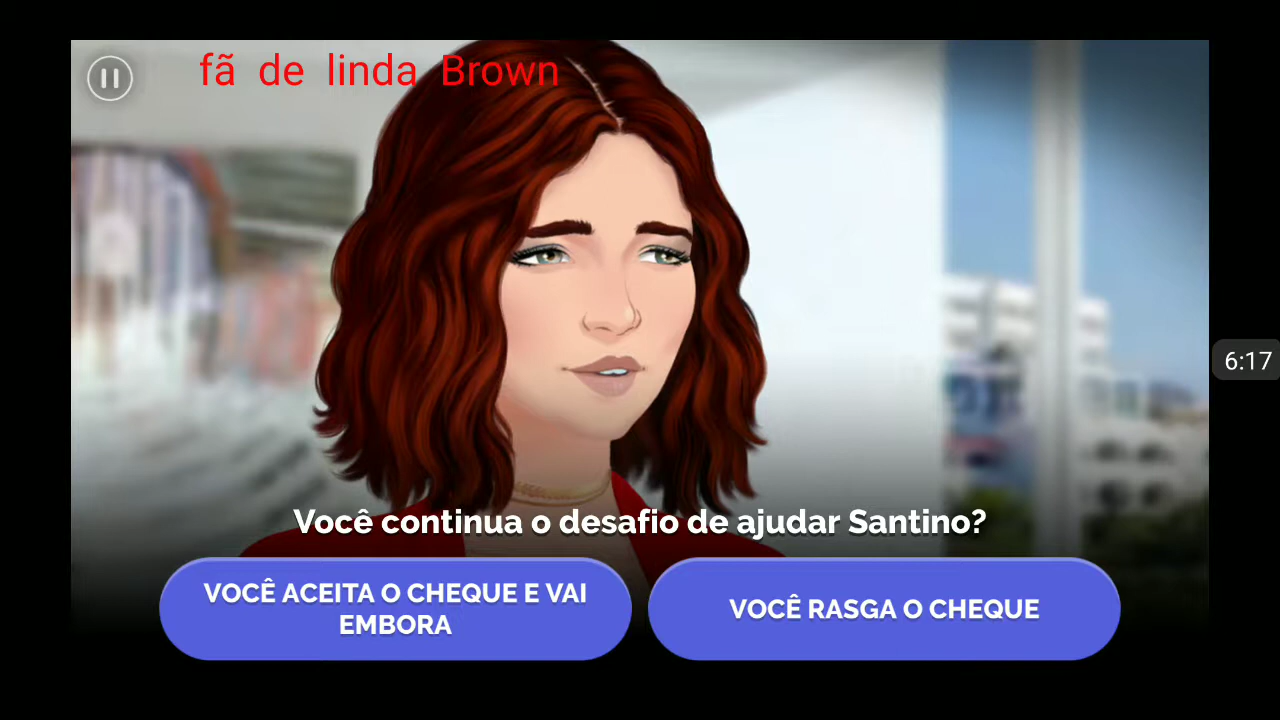 fã de linda Brown
6:17
Você continua o desafio de ajudar Santino?
VOCÊ ACEITA O CHEQUE E VAI
EMBORA
VOCÊ RASGA O CHEQUE